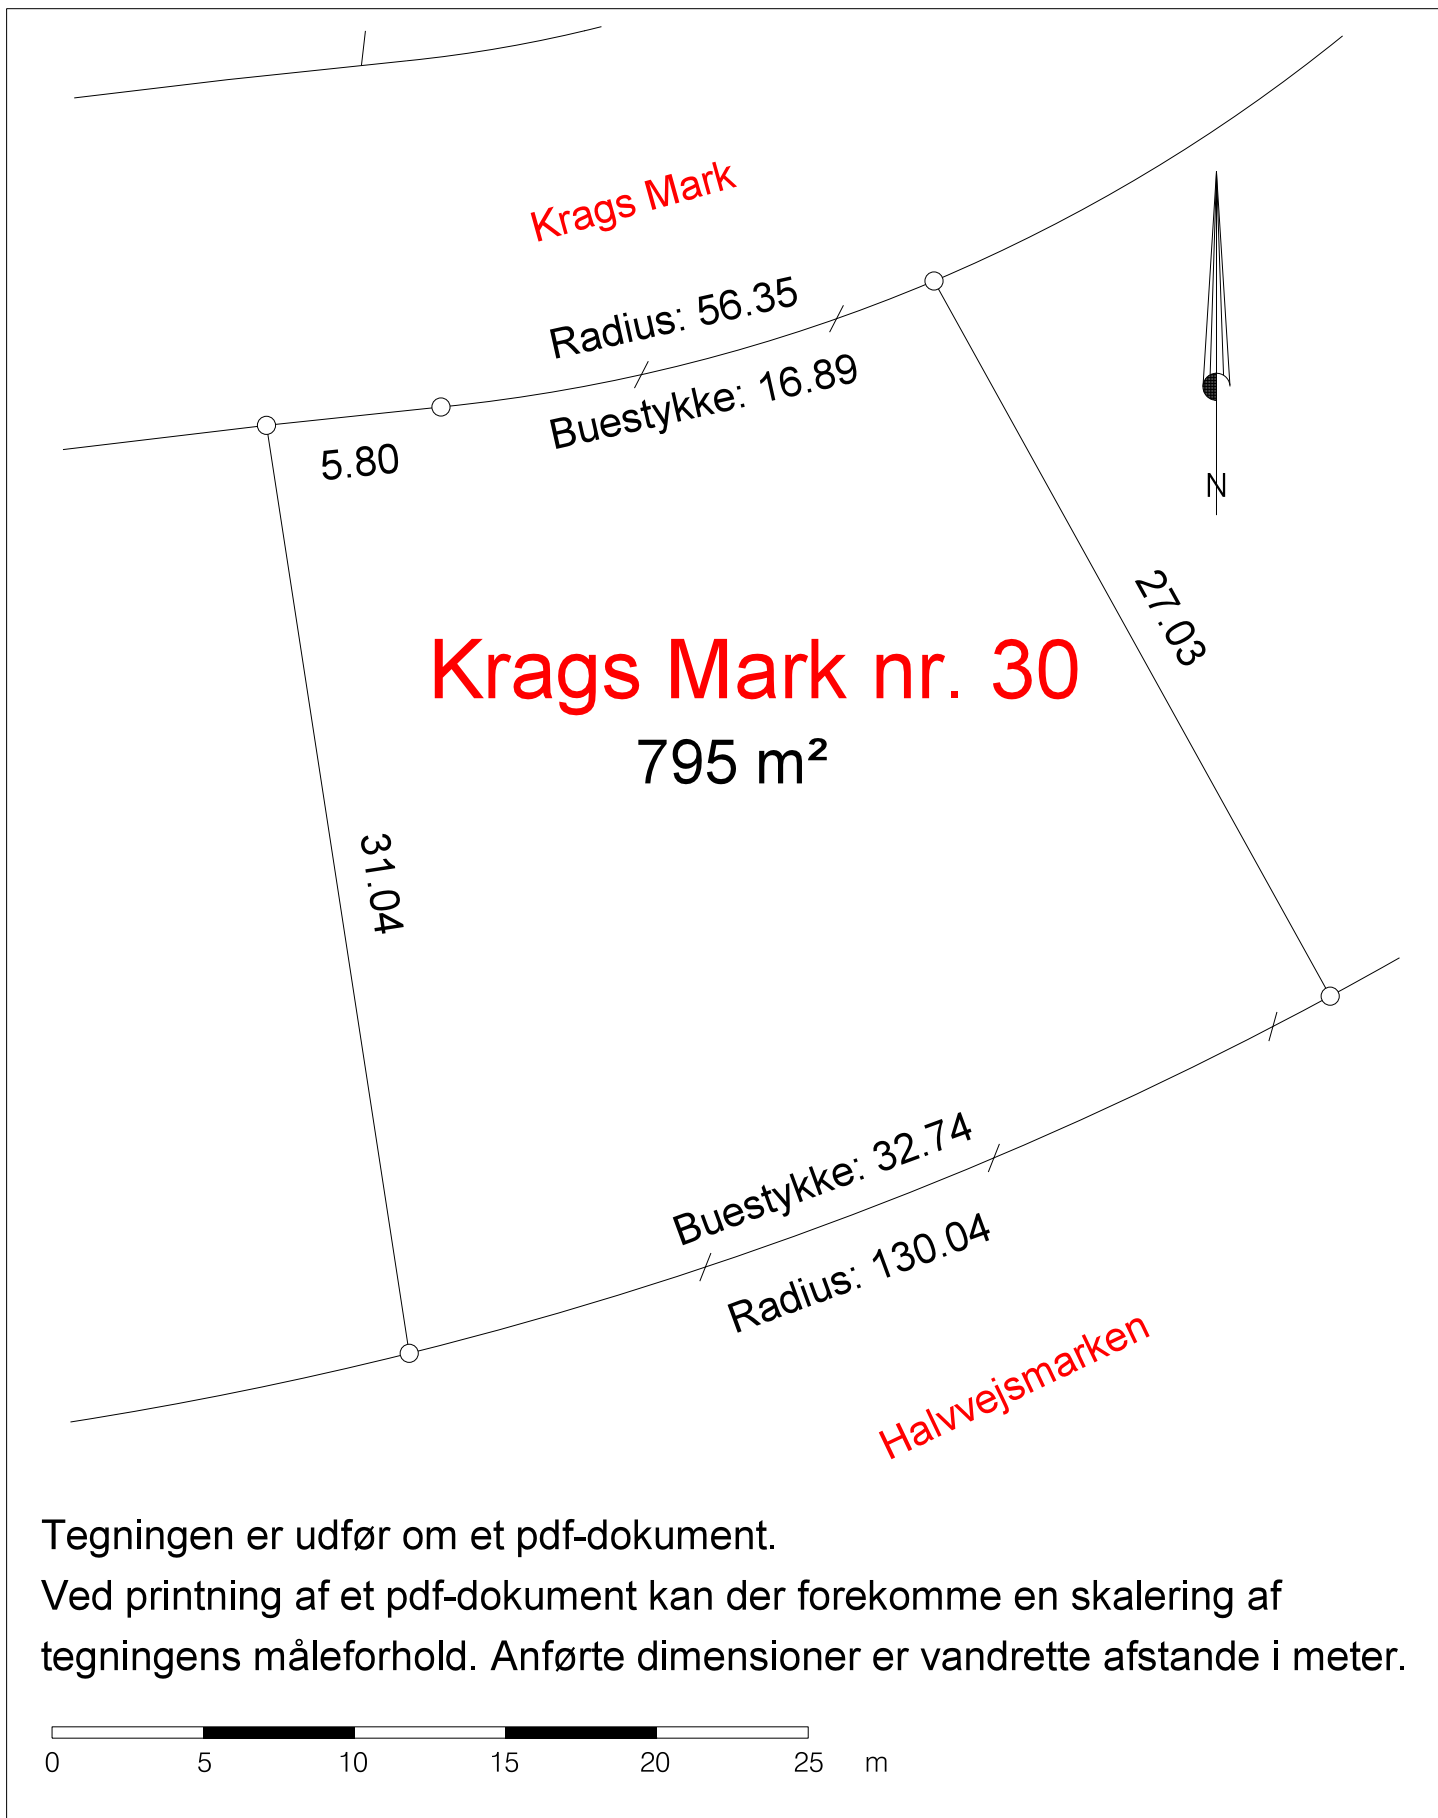 Krags Mark
Radius: 56.35
Buestykke: 16.89
5.80
N
27.03
Krags Mark nr. 30
795 m²
31.04
Buestykke: 32.74
Radius: 130.04
Halvvejsmarken
Tegningen er udfør om et pdf-dokument.
Ved printning af et pdf-dokument kan der forekomme en skalering af
tegningens måleforhold. Anførte dimensioner er vandrette afstande i meter.
0 5 10 15 20 25 m